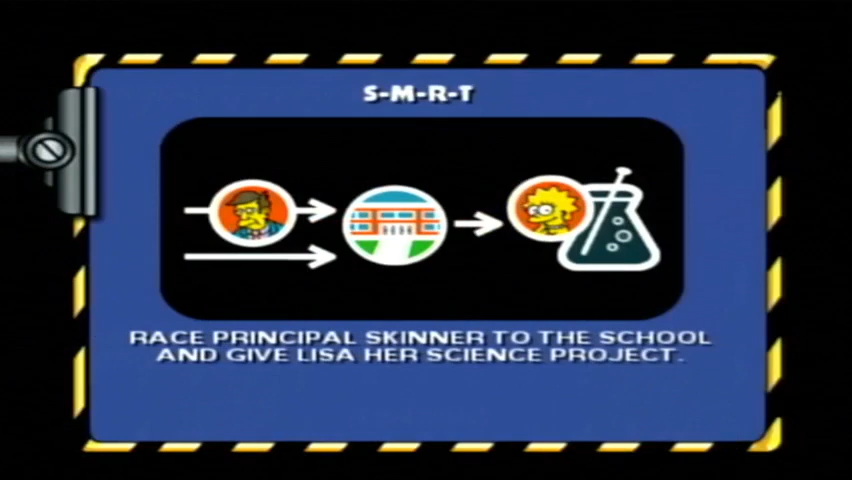 S-M-R-T
RACE PRINCIPAL SKINNER TO THE SCHOOL
AND GIVE LISA HER SCIENCE PROJECT.